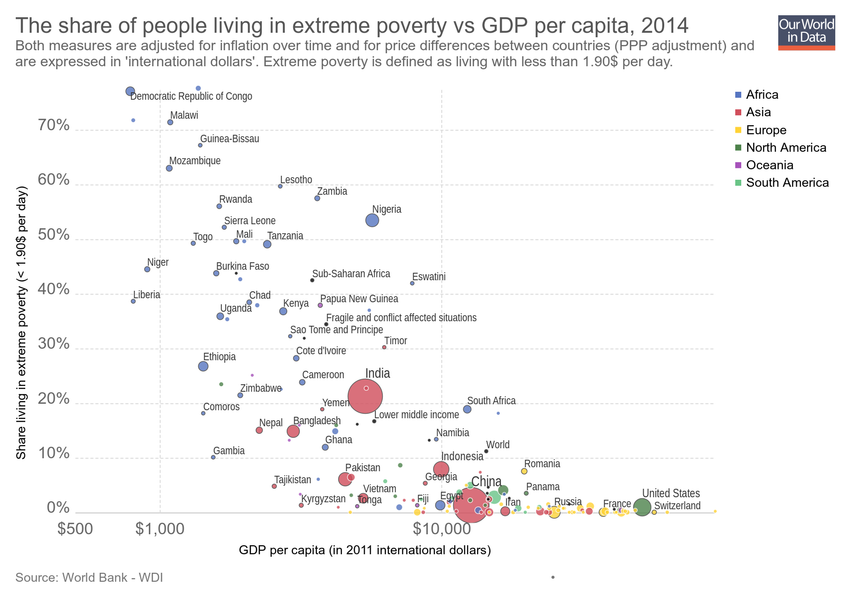 The share of people living in extreme poverty vs GDP per capita, 2014
Our World
in Data
Both measures are adjusted for inflation over time and for price differences between countries (PPP adjustment) and
are expressed in 'international dollars'. Extreme poverty is defined as living with less than 1.90$ per day.
Africa
Asia
Europe
North America
Oceania
South America
Share living in extreme poverty (< 1.90$ per day)
70%
60%
50%
40%
30%
20%
10%
0%
Democratic Republic of Congo
Malawi
Guinea-Bissau
Mozambique
Lesotho
Zambia
Rwanda
Nigeria
Sierra Leone
Togo
Mali
Tanzania
Niger
Burkina Faso
Sub-Saharan Africa
Eswatini
Liberia
Chad
Papua New Guinea
Uganda
Kenya
Fragile and conflict affected situations
Sao Tome and Principe
Timor
Ethiopia
Cote d'Ivoire
India
Cameroon
Zimbabwe
Comoros
Yemen
South Africa
Lower middle income
Nepal
Bangladesh
Ghana
Namibia
World
Gambia
Indonesia
Romania
Pakistan
Georgia
Tajikistan
China
Panama
Vietnam
Kyrgyzstan
Tonga
Fiji
Egypt
Iran
Russia
France
United States
Switzerland
$500
$1,000
$10,000
GDP per capita (in 2011 international dollars)
Source: World Bank - WDI